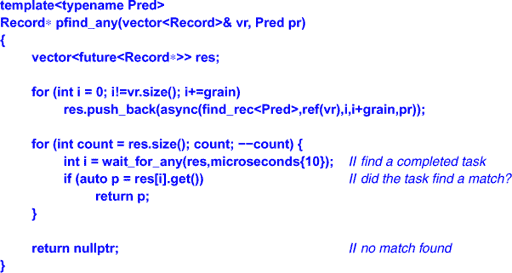 template<typename Pred>
Record∗ pfind_any(vector<Record>& vr, Pred pr)
{
vector<future<Record∗>> res;
for (int i = 0; i!=vr.size(); i+=grain)
res.push_back(async(find_rec<Pred>,ref(vr),i,i+grain,pr));
for (int count = res.size(); count; −−count) {
int i = wait_for_any(res,microseconds{10}); // find a completed task
if (auto p = res[i].get()) // did the task find a match?
return p;
}
return nullptr; // no match found
}